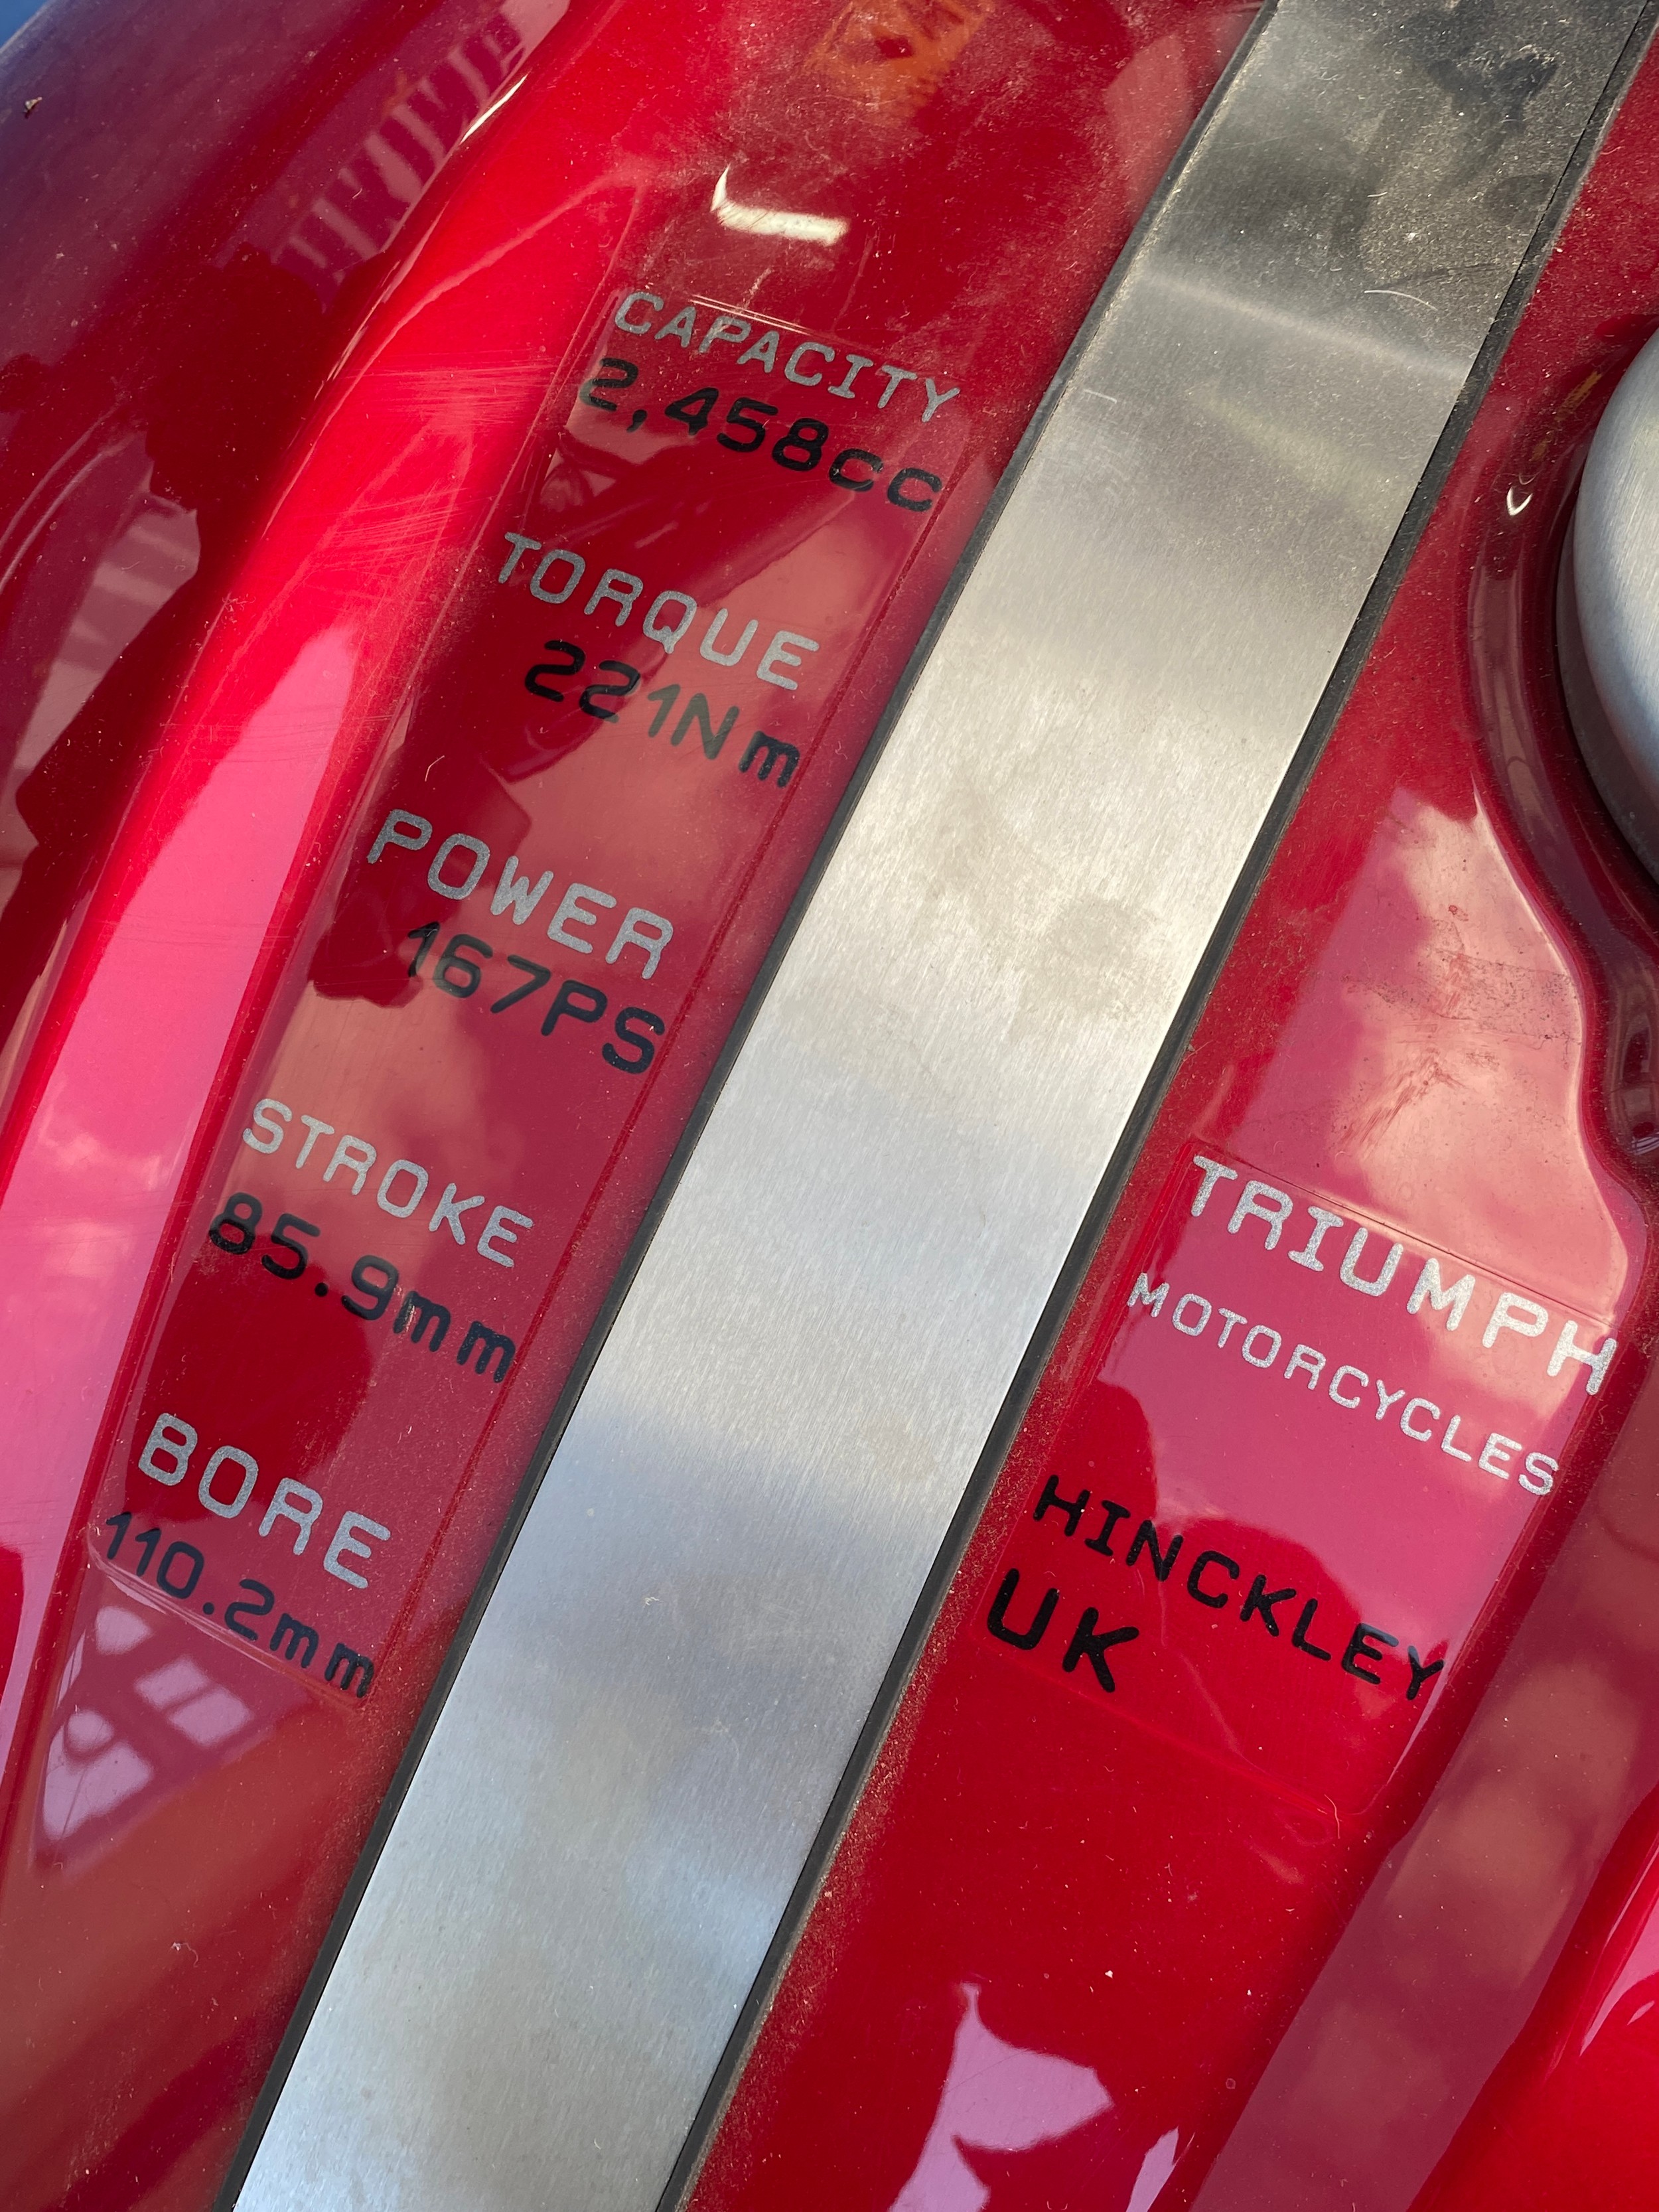 CAPACITY
2,458cc
TORQUE
221Nm
POWER
167PS
STROKE
85.9mm
BORE
110.2mm
TRIUMPH
MOTORCYCLES
HINCKLEY
UK